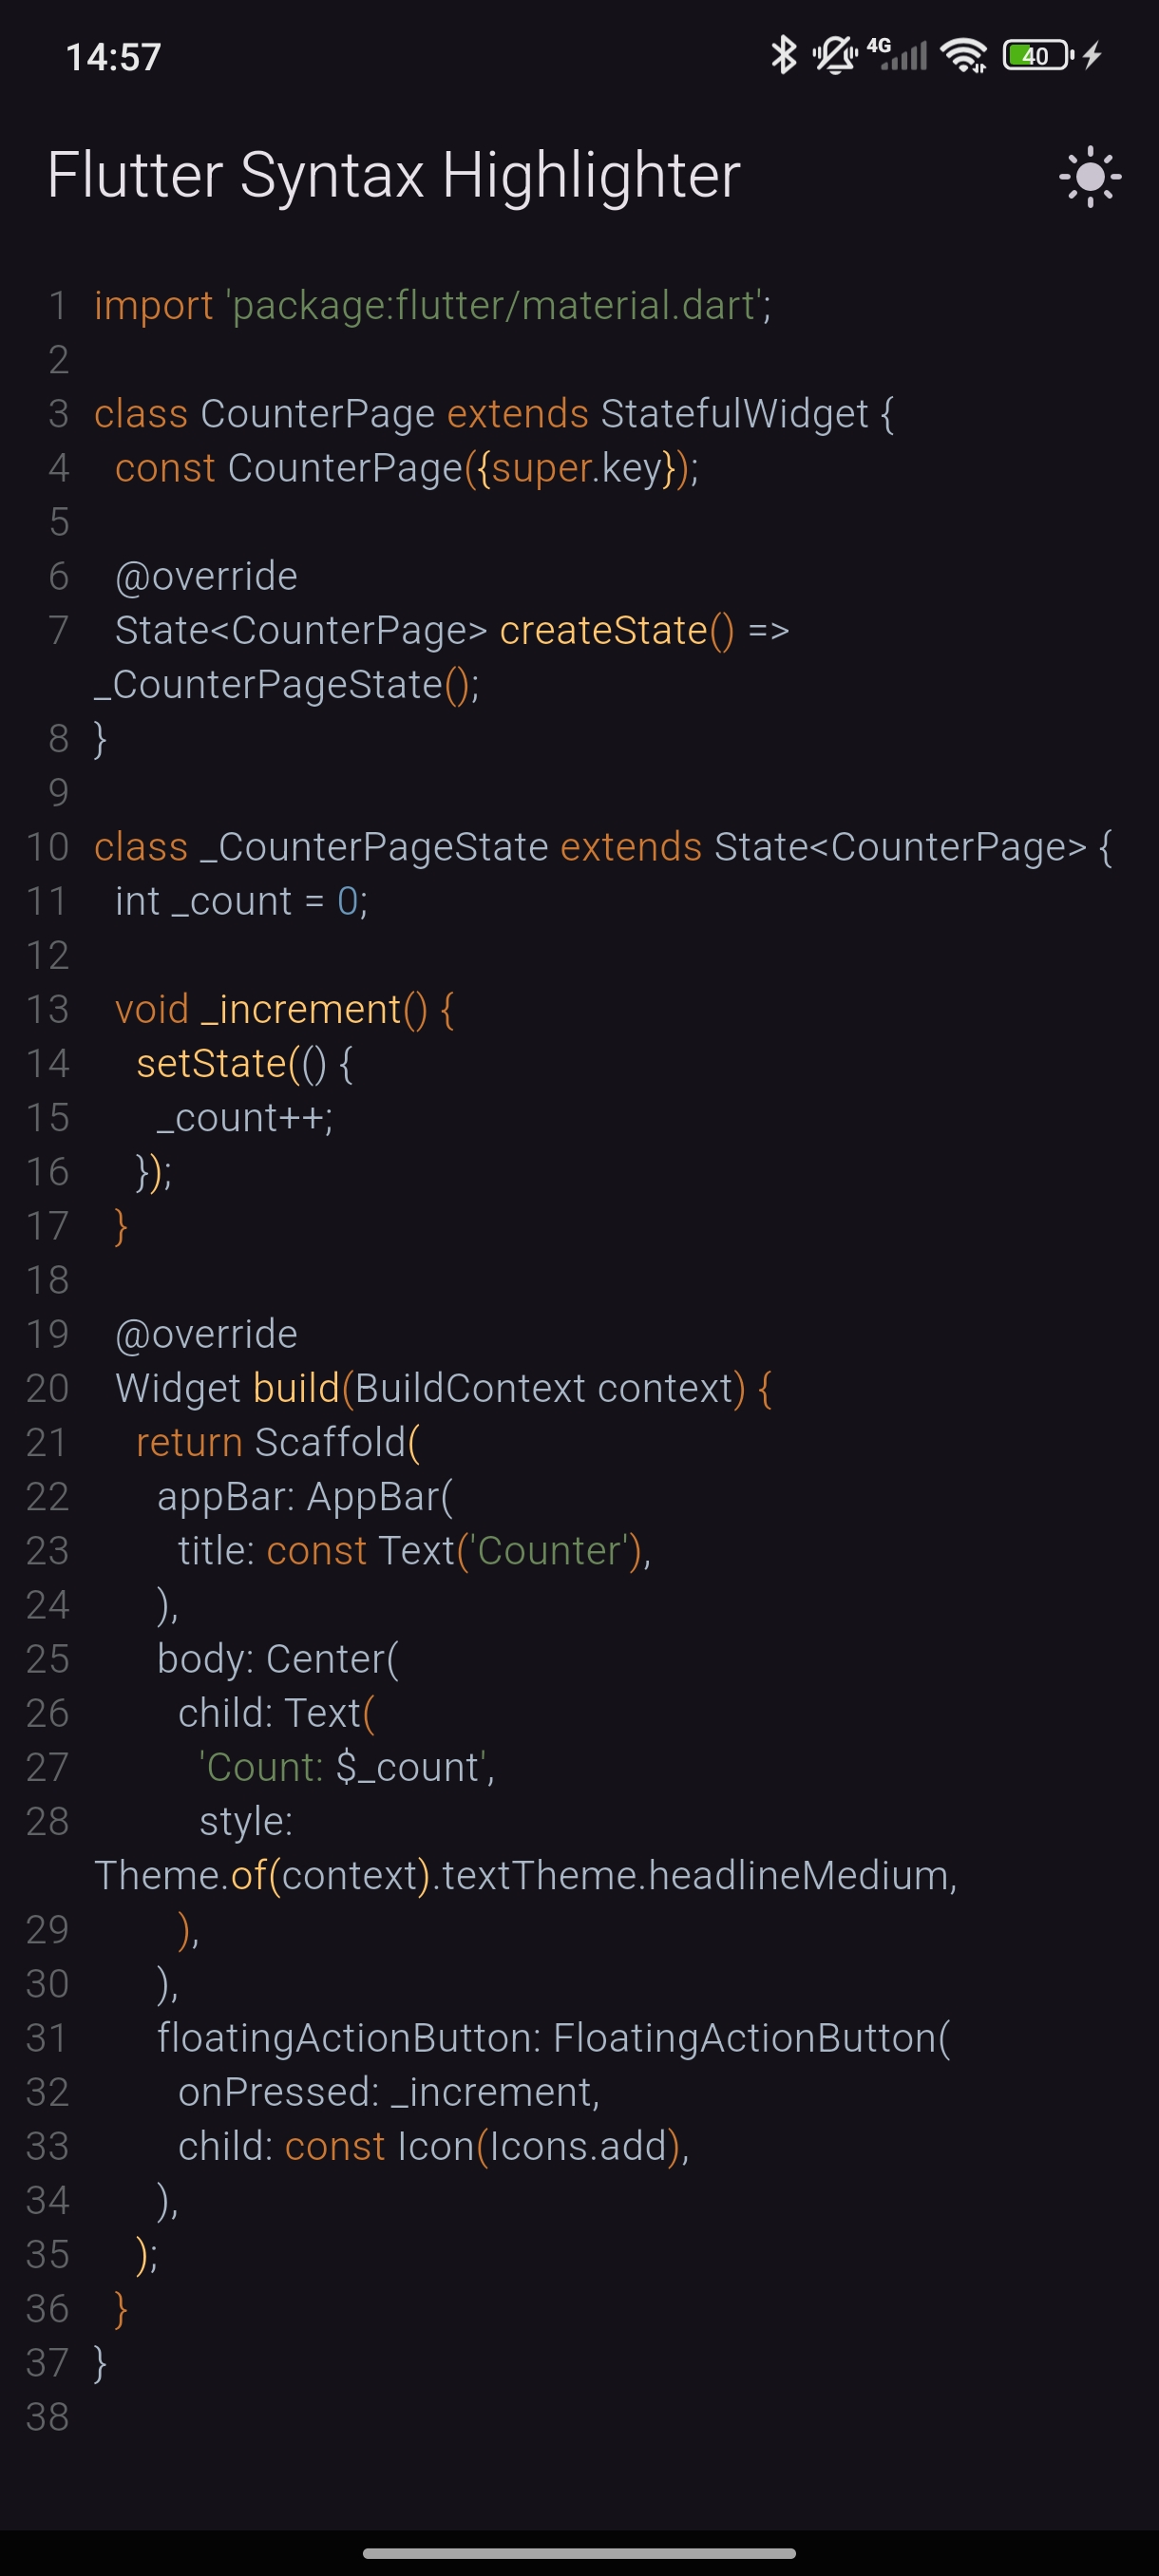 14:57
4G
40
Flutter Syntax Highlighter
1 import 'package:flutter/material.dart';
2
3 class CounterPage extends StatefulWidget {
4   const CounterPage({super.key});
5
6   @override
7   State<CounterPage> createState() =>
_CounterPageState();
8 }
9
10 class _CounterPageState extends State<CounterPage> {
11   int _count = 0;
12
13   void _increment() {
14     setState(() {
15       _count++;
16     });
17   }
18
19   @override
20   Widget build(BuildContext context) {
21     return Scaffold(
22       appBar: AppBar(
23         title: const Text('Counter'),
24       ),
25       body: Center(
26         child: Text(
27           'Count: $_count',
28           style:
Theme.of(context).textTheme.headlineMedium,
29         ),
30       ),
31       floatingActionButton: FloatingActionButton(
32         onPressed: _increment,
33         child: const Icon(Icons.add),
34       ),
35     );
36   }
37 }
38